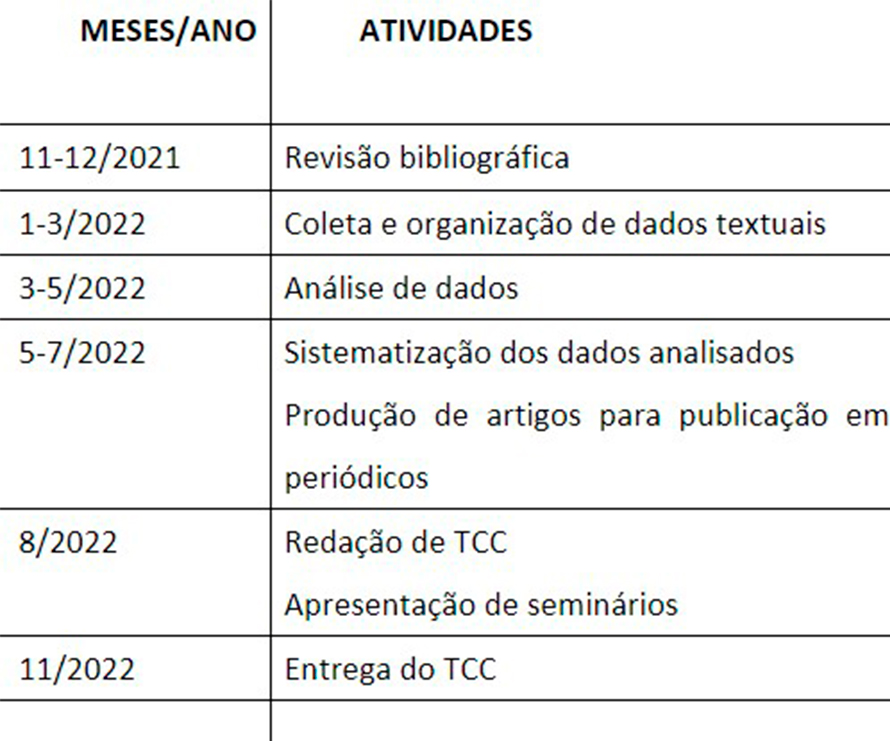 MESES/ANO ATIVIDADES
11-12/2021 Revisão bibliográfica
1-3/2022 Coleta e organização de dados textuais
3-5/2022 Análise de dados
5-7/2022 Sistematização dos dados analisados
Produção de artigos para publicação em
periódicos
8/2022 Redação de TCC
Apresentação de seminários
11/2022 Entrega do TCC